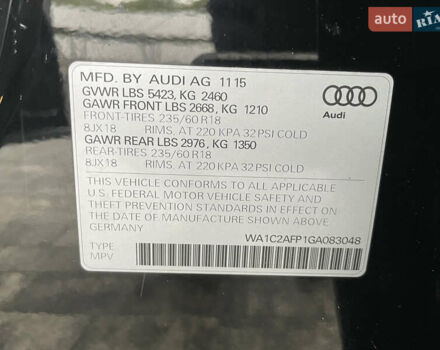 auto
RIA.com
MFD. BY AUDI AG 11 15
GVWR LBS 5423, KG 2460
GAWR FRONT LBS 2668, KG 1210
FRONT-TIRES 235/60 R18
8JX18 RIMS, AT 220 KPA 32 PSI COLD
GAWR REAR LBS 2976, KG 1350
REAR-TIRES 235/60 R18
8JX18 RIMS, AT 220 KPA 32 PSI COLD
Audi
THIS VEHICLE CONFORMS TO ALL APPLICABLE
U.S. FEDERAL MOTOR VEHICLE SAFETY AND
THEFT PREVENTION STANDARDS IN EFFECT ON
THE DATE OF MANUFACTURE SHOWN ABOVE
GERMANY
WA1C2AFP1GA083048
TYPE
MPV